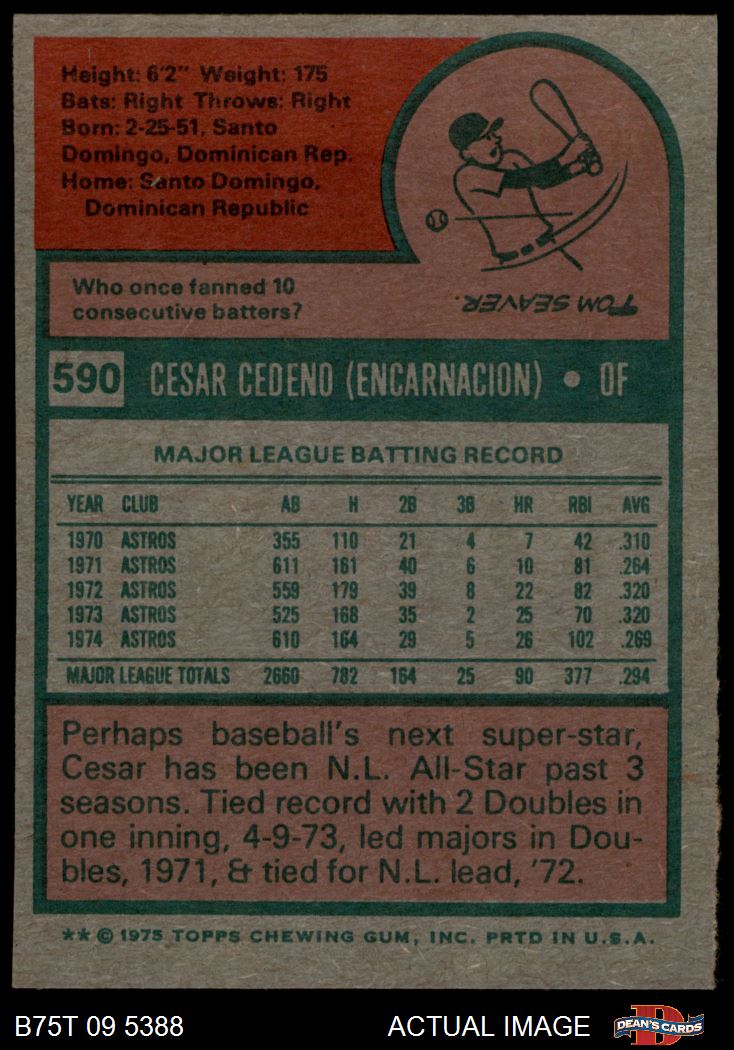 Height: 6'2" Weight: 175
Bats: Right Throws: Right
Born: 2-25-51, Santo
Domingo, Dominican Rep.
Home: Santo Domingo,
Dominican Republic
Who once fanned 10
consecutive batters?
TOM SEAVER.
590 CESAR CEDENO (ENCARNACION) • OF
MAJOR LEAGUE BATTING RECORD
YEAR CLUB AB H 2B 3B HR RBI AVG
1970 ASTROS 355 110 21 4 7 42 .310
1971 ASTROS 611 161 40 6 10 81 .264
1972 ASTROS 559 179 39 8 22 82 .320
1973 ASTROS 525 168 35 2 25 70 .320
1974 ASTROS 610 164 29 5 26 102 .269
MAJOR LEAGUE TOTALS 2660 782 164 25 90 377 .294
Perhaps baseball's next super-star,
Cesar has been N.L. All-Star past 3
seasons. Tied record with 2 Doubles in
one inning, 4-9-73, led majors in Dou-
bles, 1971, & tied for N.L. lead, '72.
** © 1975 TOPPS CHEWING GUM, INC. PRTD IN U.S.A.
B75T 09 5388 ACTUAL IMAGE D DEAN'S CARDS